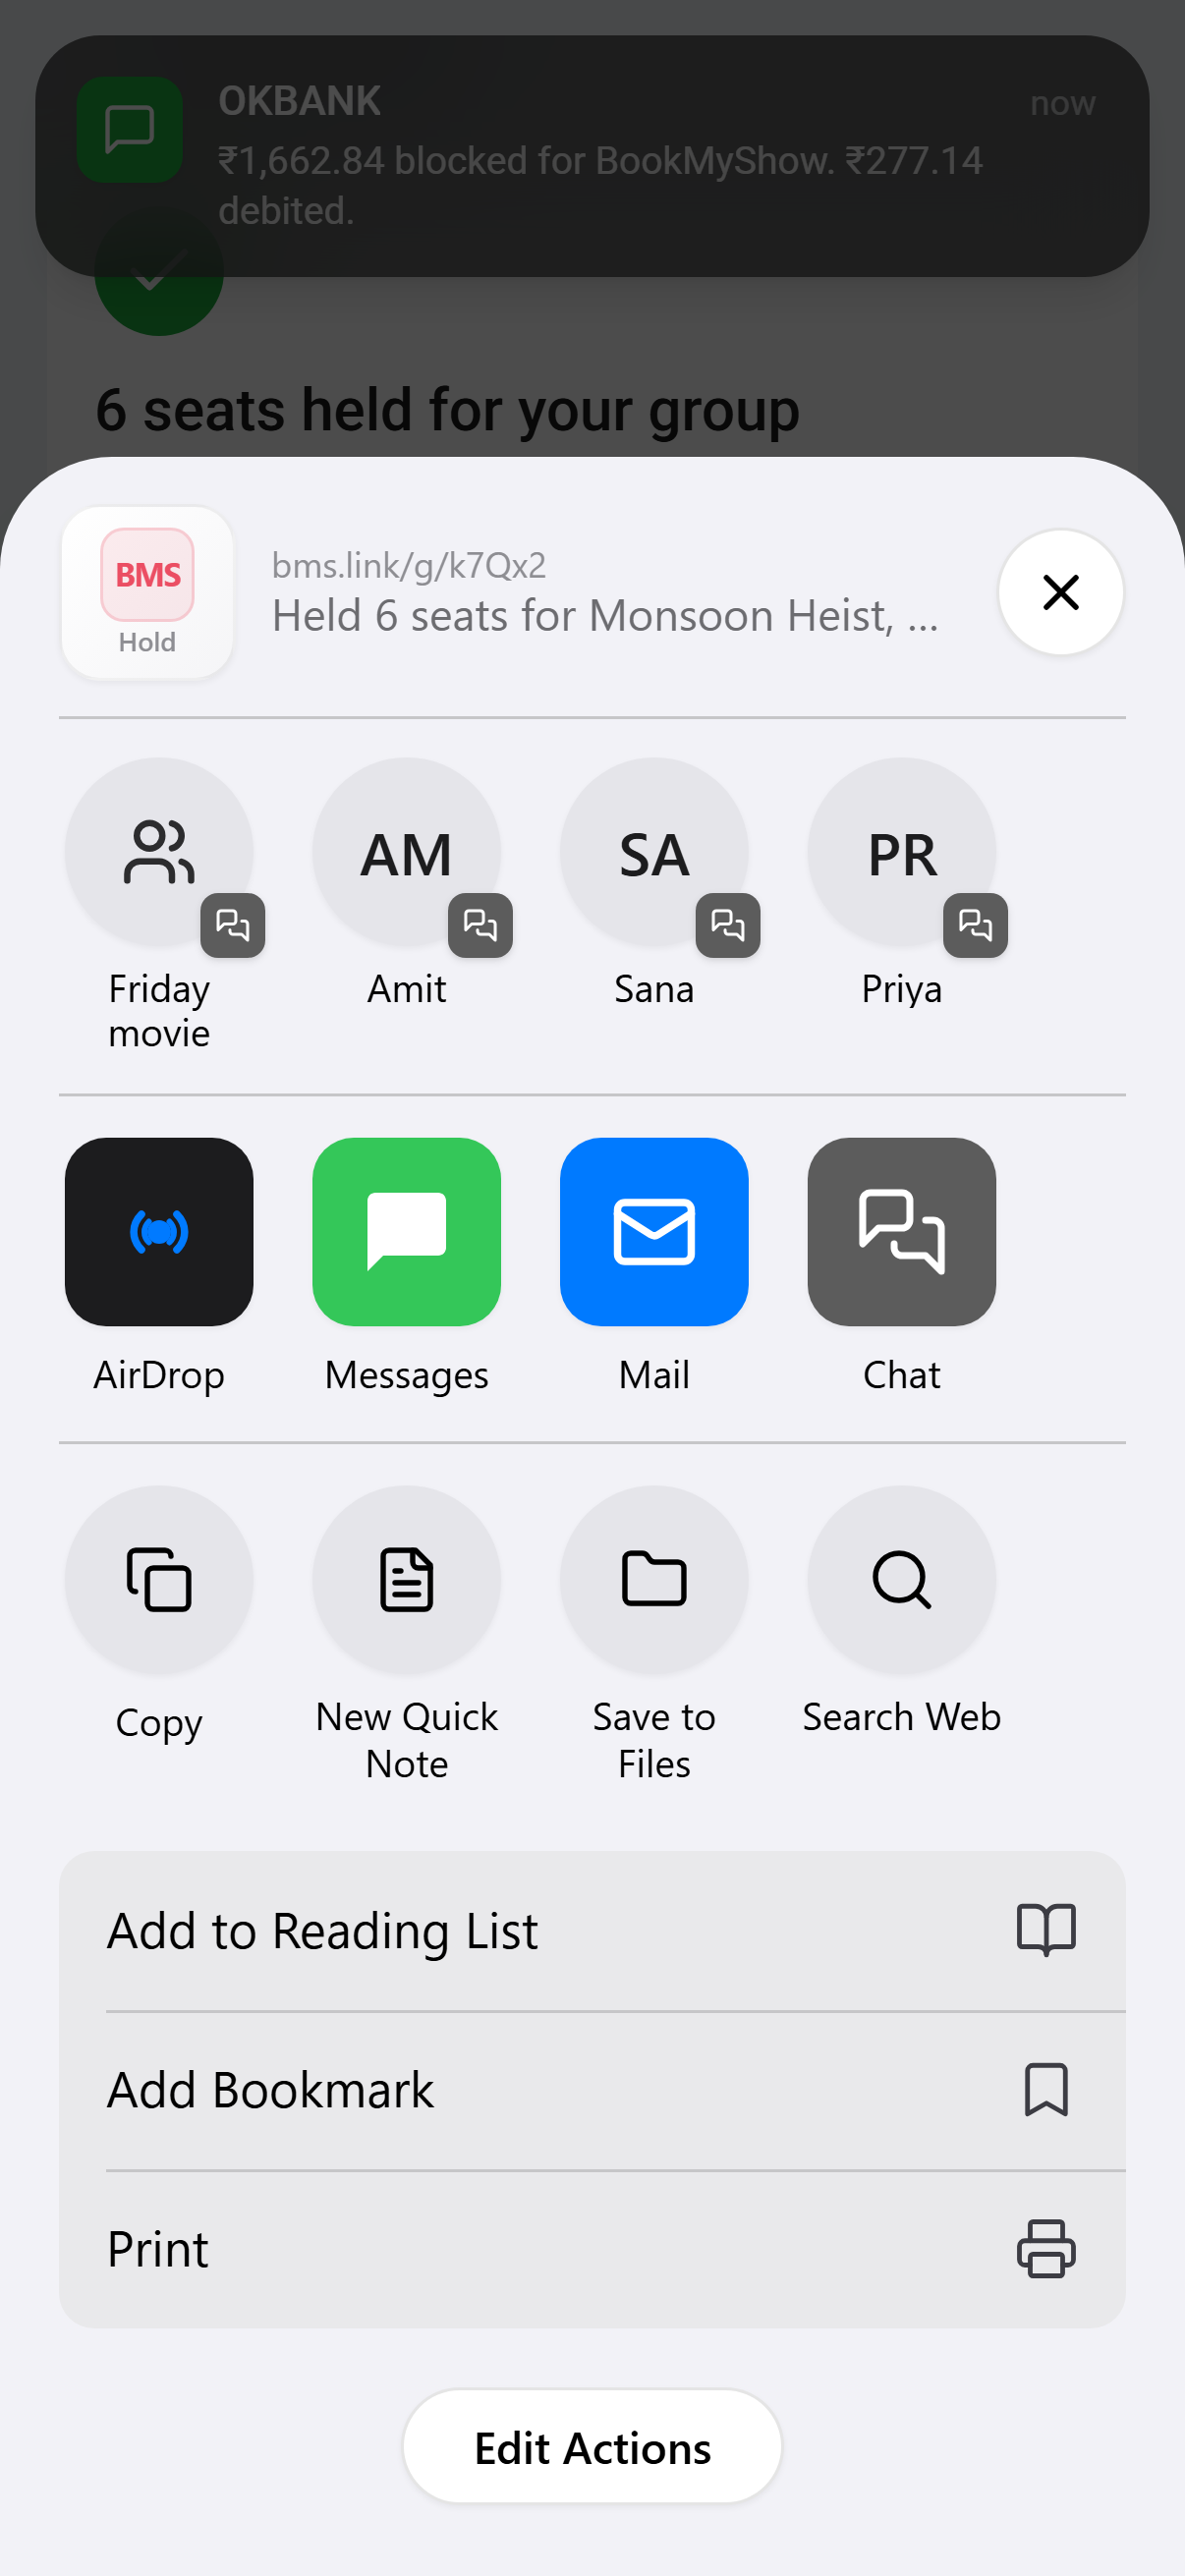 OKBANK
now
₹1,662.84 blocked for BookMyShow. ₹277.14
debited.
6 seats held for your group
BMS
Hold
bms.link/g/k7Qx2
Held 6 seats for Monsoon Heist, ...
AM
SA
PR
Friday
movie
Amit
Sana
Priya
AirDrop
Messages
Mail
Chat
Copy
New Quick
Note
Save to
Files
Search Web
Add to Reading List
Add Bookmark
Print
Edit Actions